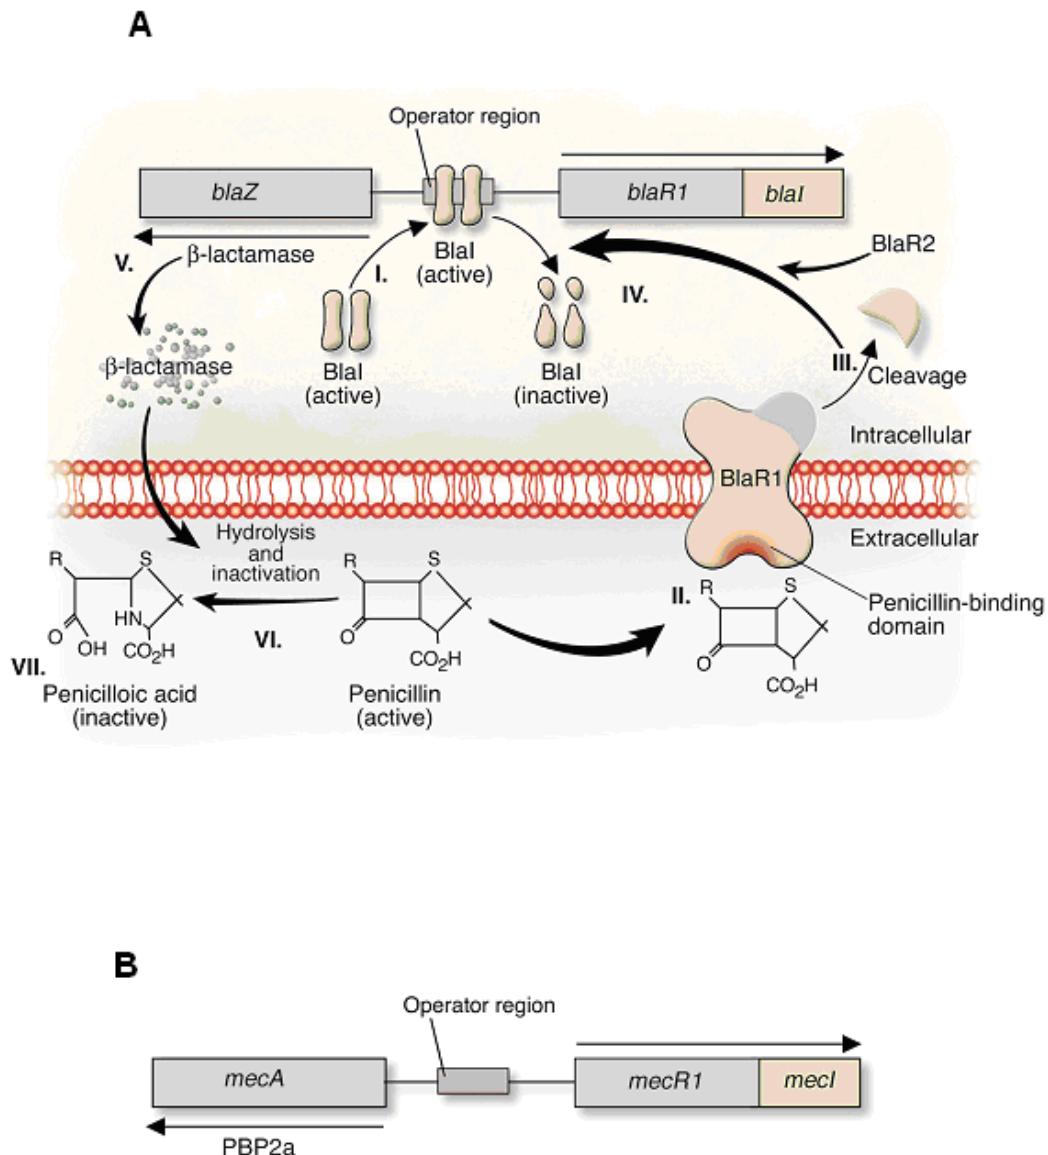 A
Operator region
blaZ
blaR1
blaI
V.
β-lactamase
I.
BlaI
(active)
BlaR2
IV.
β-lactamase
BlaI
(active)
BlaI
(inactive)
III.
Cleavage
Intracellular
BlaR1
Extracellular
Hydrolysis
and
inactivation
R
S
HN
O
OH
CO2H
VI.
R
S
O
CO2H
II.
R
S
O
CO2H
Penicillin-binding
domain
VII.
Penicilloic acid
(inactive)
Penicillin
(active)
B
Operator region
mecA
mecR1
mecI
PBP2a